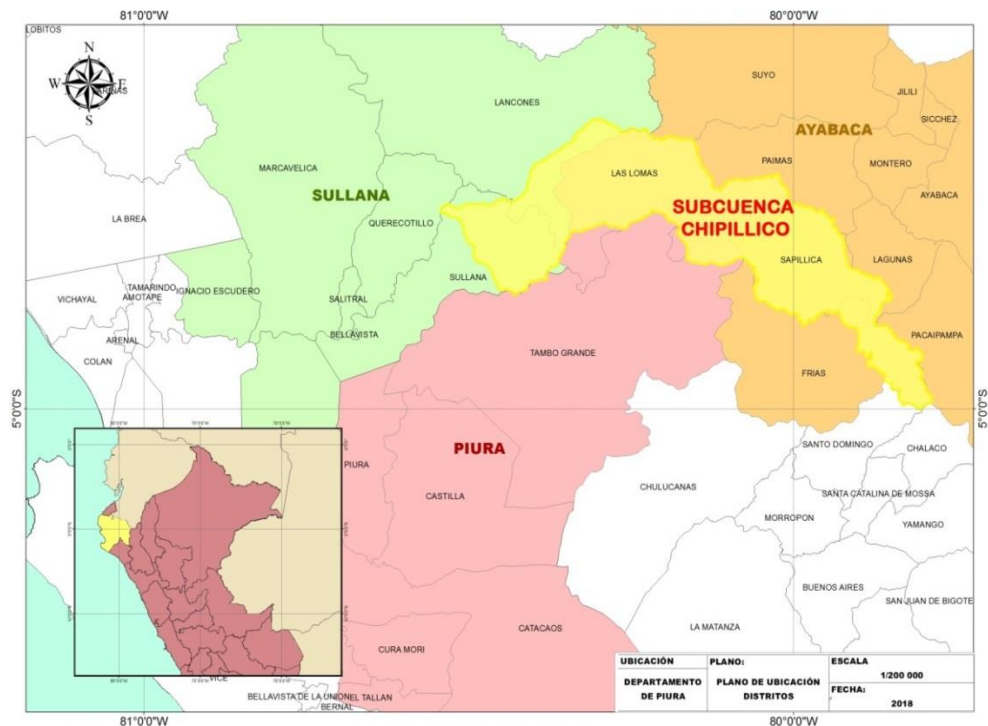 81°0'0"W
80°0'0"W
LOBITOS
N
W
E
S
SUYO
JILILI
SICCHEZ
LANCONES
AYABACA
MARCAVELICA
PAIMAS
MONTERO
LAS LOMAS
SULLANA
AYABACA
SUBCUENCA
CHIPILLICO
LA BREA
QUERECOTILLO
SAPILLICA
LAGUNAS
SULLANA
TAMARINDO
AMOTAPE
IGNACIO ESCUDERO
VICHAYAL
SALITRAL
BELLAVISTA
ARENAL
COLAN
PACAIPAMPA
TAMBO GRANDE
FRIAS
5°0'0"S
5°0'0"S
SANTO DOMINGO
CHALACO
PIURA
PIURA
CASTILLA
CHULUCANAS
SANTA CATALINA DE MOSSA
MORROPON
YAMANGO
BUENOS AIRES
SAN JUAN DE BIGOTE
LA MATANZA
CATACAOS
CURA MORI
VICE
BELLAVISTA DE LA UNION
EL TALLAN
BERNAL
UBICACIÓN
DEPARTAMENTO
DE PIURA
PLANO:
PLANO DE UBICACIÓN
DISTRITOS
ESCALA
1/200 000
FECHA:
2018
81°0'0"W
80°0'0"W